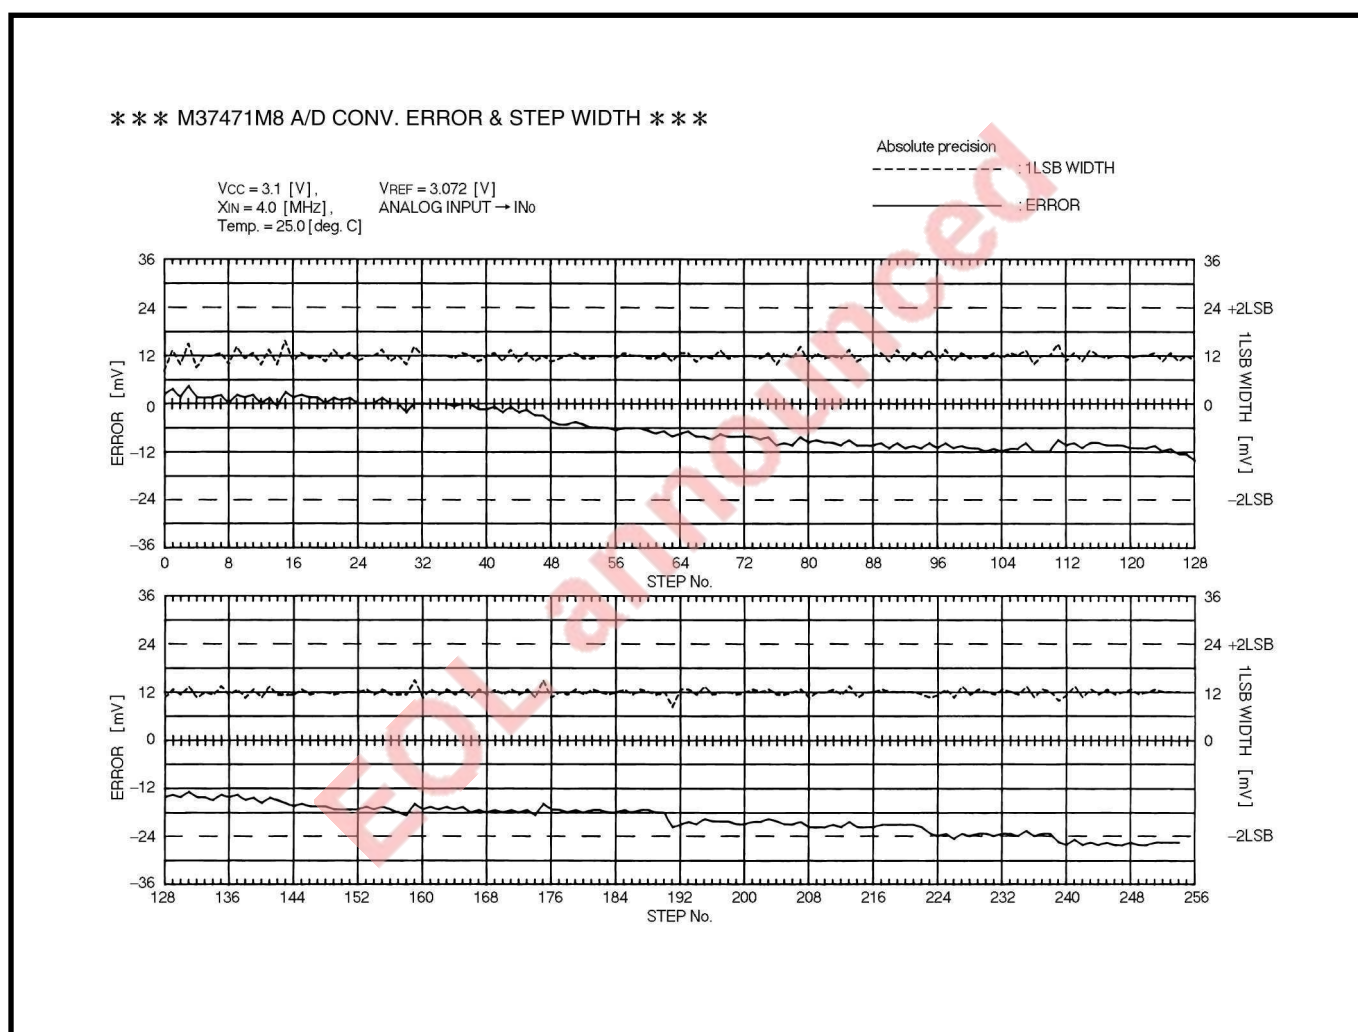 *** M37471M8 A/D CONV. ERROR & STEP WIDTH ***
Absolute precision
: 1LSB WIDTH
: ERROR
VCC = 3.1 [V] , VREF = 3.072 [V]
XIN = 4.0 [MHz] , ANALOG INPUT → IN0
Temp. = 25.0 [deg. C]
36
24
12
0
−12
−24
−36
ERROR [mV]
36
24 +2LSB
12
0
−2LSB
1LSB WIDTH [mV]
0 8 16 24 32 40 48 56 64 72 80 88 96 104 112 120 128
STEP No.
36
24
12
0
−12
−24
−36
ERROR [mV]
36
24 +2LSB
12
0
−2LSB
1LSB WIDTH [mV]
128 136 144 152 160 168 176 184 192 200 208 216 224 232 240 248 256
STEP No.
EOL announced